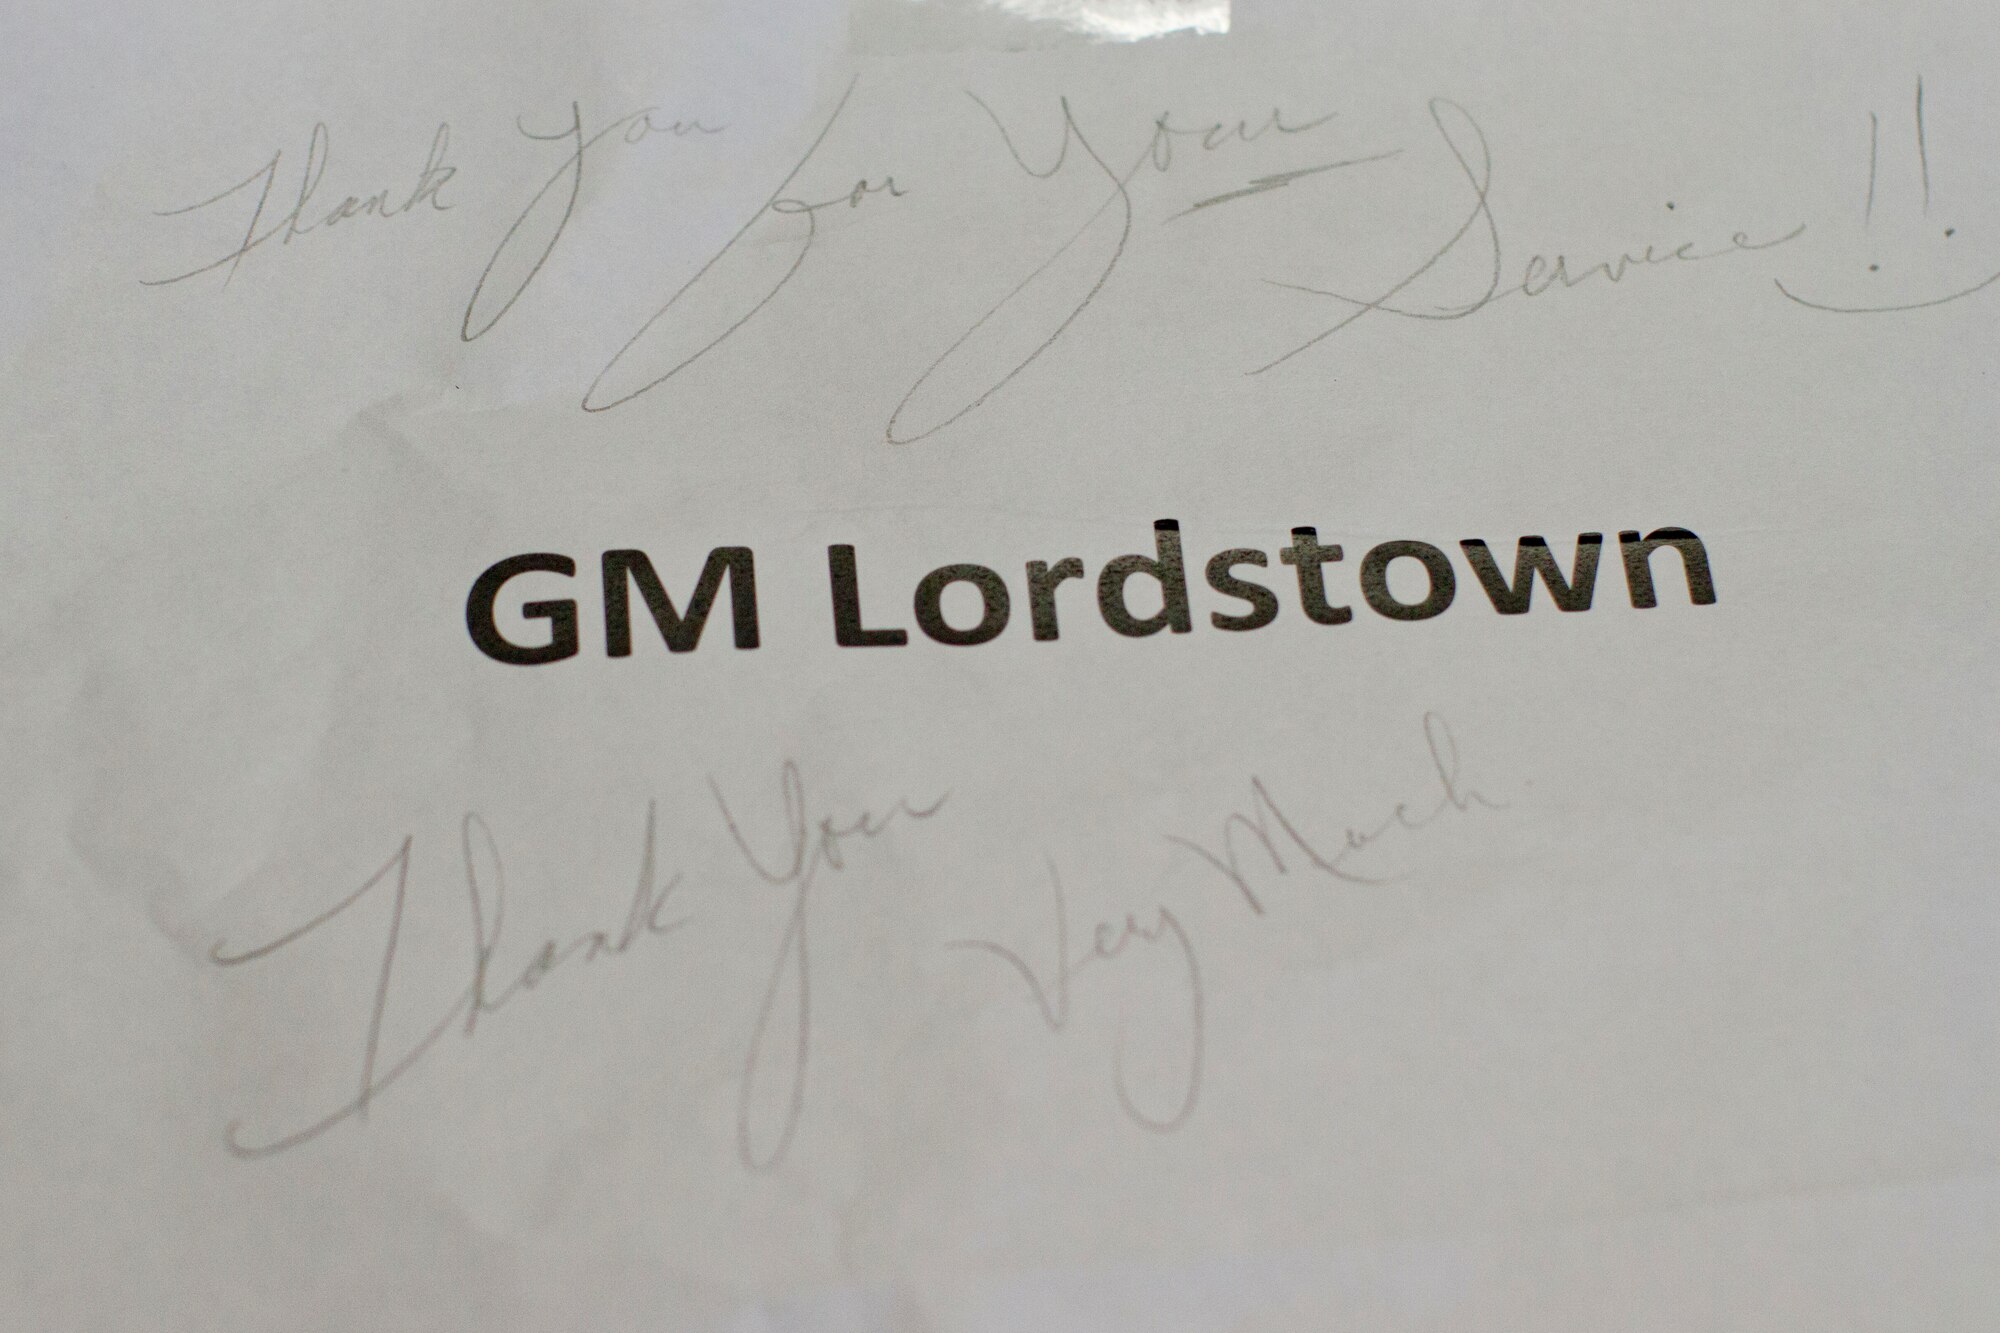 Thank You for Your Service!!
GM Lordstown
Thank You Very Much.